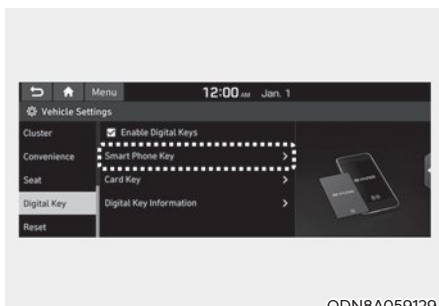 Menu 12:00 AM Jan. 1
Vehicle Settings
Cluster
Enable Digital Keys
Convenience
Smart Phone Key
Seat
Card Key
Digital Key
Digital Key Information
Reset